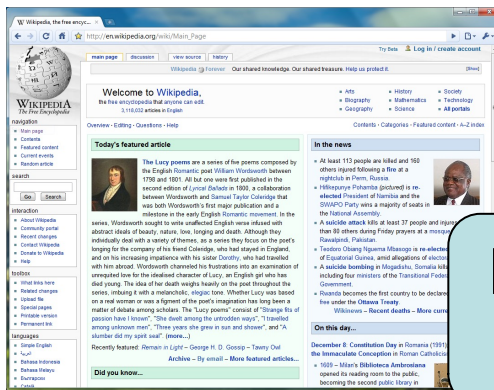 Wikipedia, the free encyc...
http://en.wikipedia.org/wiki/Main_Page
Try Beta Log in / create account
main page discussion view source history
Wikipedia Forever Our shared knowledge. Our shared treasure. Help us protect it. [Show]
WIKIPEDIA
The Free Encyclopedia
navigation
Main page
Contents
Featured content
Current events
Random article
search
Go Search
interaction
About Wikipedia
Community portal
Recent changes
Contact Wikipedia
Donate to Wikipedia
Help
toolbox
What links here
Related changes
Upload file
Special pages
Printable version
Permanent link
languages
Simple English
العربية
Bahasa Indonesia
Bahasa Melayu
Български
Català
Welcome to Wikipedia,
the free encyclopedia that anyone can edit.
3,118,632 articles in English
Arts
Biography
Geography
History
Mathematics
Science
Society
Technology
All portals
Overview · Editing · Questions · Help
Contents · Categories · Featured content · A–Z index
Today's featured article
The Lucy poems are a series of five poems composed by
the English Romantic poet William Wordsworth between
1798 and 1801. All but one were first published in the
second edition of Lyrical Ballads in 1800, a collaboration
between Wordsworth and Samuel Taylor Coleridge that
was both Wordsworth's first major publication and a
milestone in the early English Romantic movement. In the
series, Wordsworth sought to write unaffected English verse infused with
abstract ideals of beauty, nature, love, longing and death. Although they
individually deal with a variety of themes, as a series they focus on the poet's
longing for the company of his friend Coleridge, who had stayed in England,
and on his increasing impatience with his sister Dorothy, who had travelled
with him abroad. Wordsworth channeled his frustrations into an examination of
unrequited love for the idealised character of Lucy, an English girl who has
died young. The idea of her death weighs heavily on the poet throughout the
series, imbuing it with a melancholic, elegiac tone. Whether Lucy was based
on a real woman or was a figment of the poet's imagination has long been a
matter of debate among scholars. The "Lucy poems" consist of "Strange fits of
passion have I known", "She dwelt among the untrodden ways", "I travelled
among unknown men", "Three years she grew in sun and shower", and "A
slumber did my spirit seal". (more...)
Recently featured: Remain in Light – George H. D. Gossip – Tawny Owl
Archive – By email – More featured articles...
Did you know...
In the news
At least 113 people are killed and 160
others injured following a fire at a
nightclub in Perm, Russia.
Hifikepunye Pohamba (pictured) is re-
elected President of Namibia and the
SWAPO Party wins a majority of seats in
the National Assembly.
A suicide attack kills at least 37 people and injures
than 80 others during Friday prayers at a mosque
Rawalpindi, Pakistan.
Teodoro Obiang Nguema Mbasogo is re-elect
of Equatorial Guinea, amid allegations of elector
A suicide bombing in Mogadishu, Somalia kills
including four ministers of the Transitional Feder
Government.
Rwanda becomes the first country to be declare
free under the Ottawa Treaty.
Wikinews – Recent deaths – More curre
On this day...
December 8: Constitution Day in Romania (1991)
the Immaculate Conception in Roman Catholicis
1609 – Milan's Biblioteca Ambrosiana
opened its reading room to the public,
becoming the second public library in